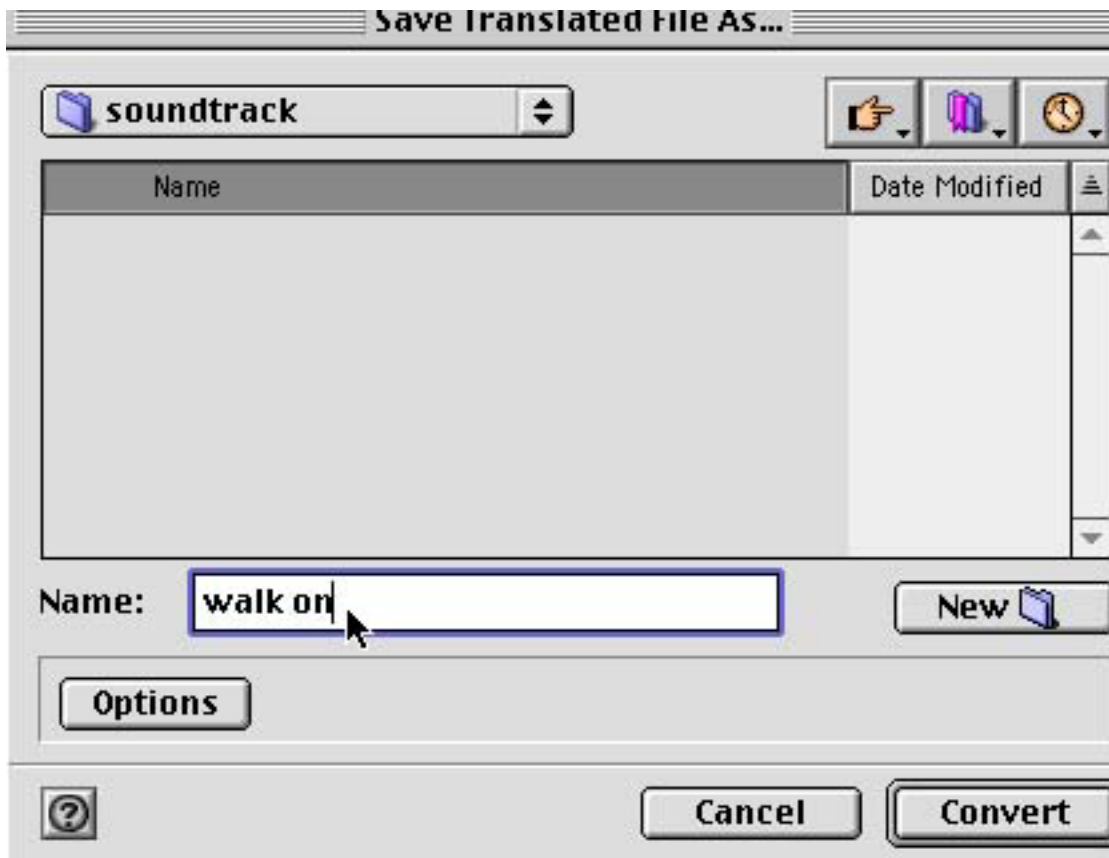 Save Translated File As...
soundtrack
Name Date Modified
Name: walk on New
Options
? Cancel Convert